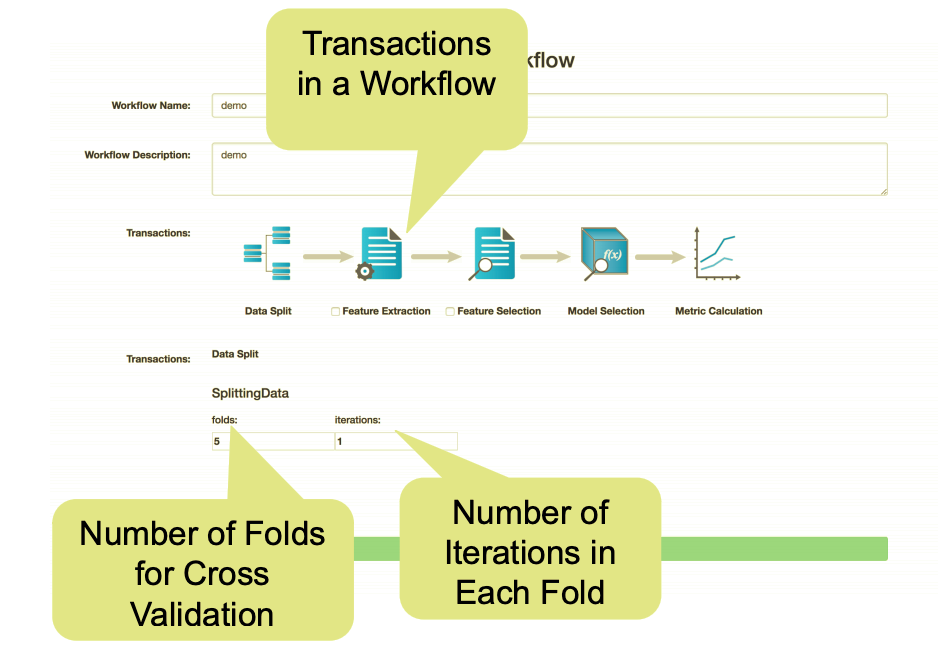 Transactions
in a Workflow
Workflow Name:
demo
Workflow Description:
demo
Transactions:
f(x)
Data Split
Feature Extraction
Feature Selection
Model Selection
Metric Calculation
Transactions:
Data Split
SplittingData
folds:
iterations:
5
1
Number of Folds
for Cross
Validation
Number of
Iterations in
Each Fold